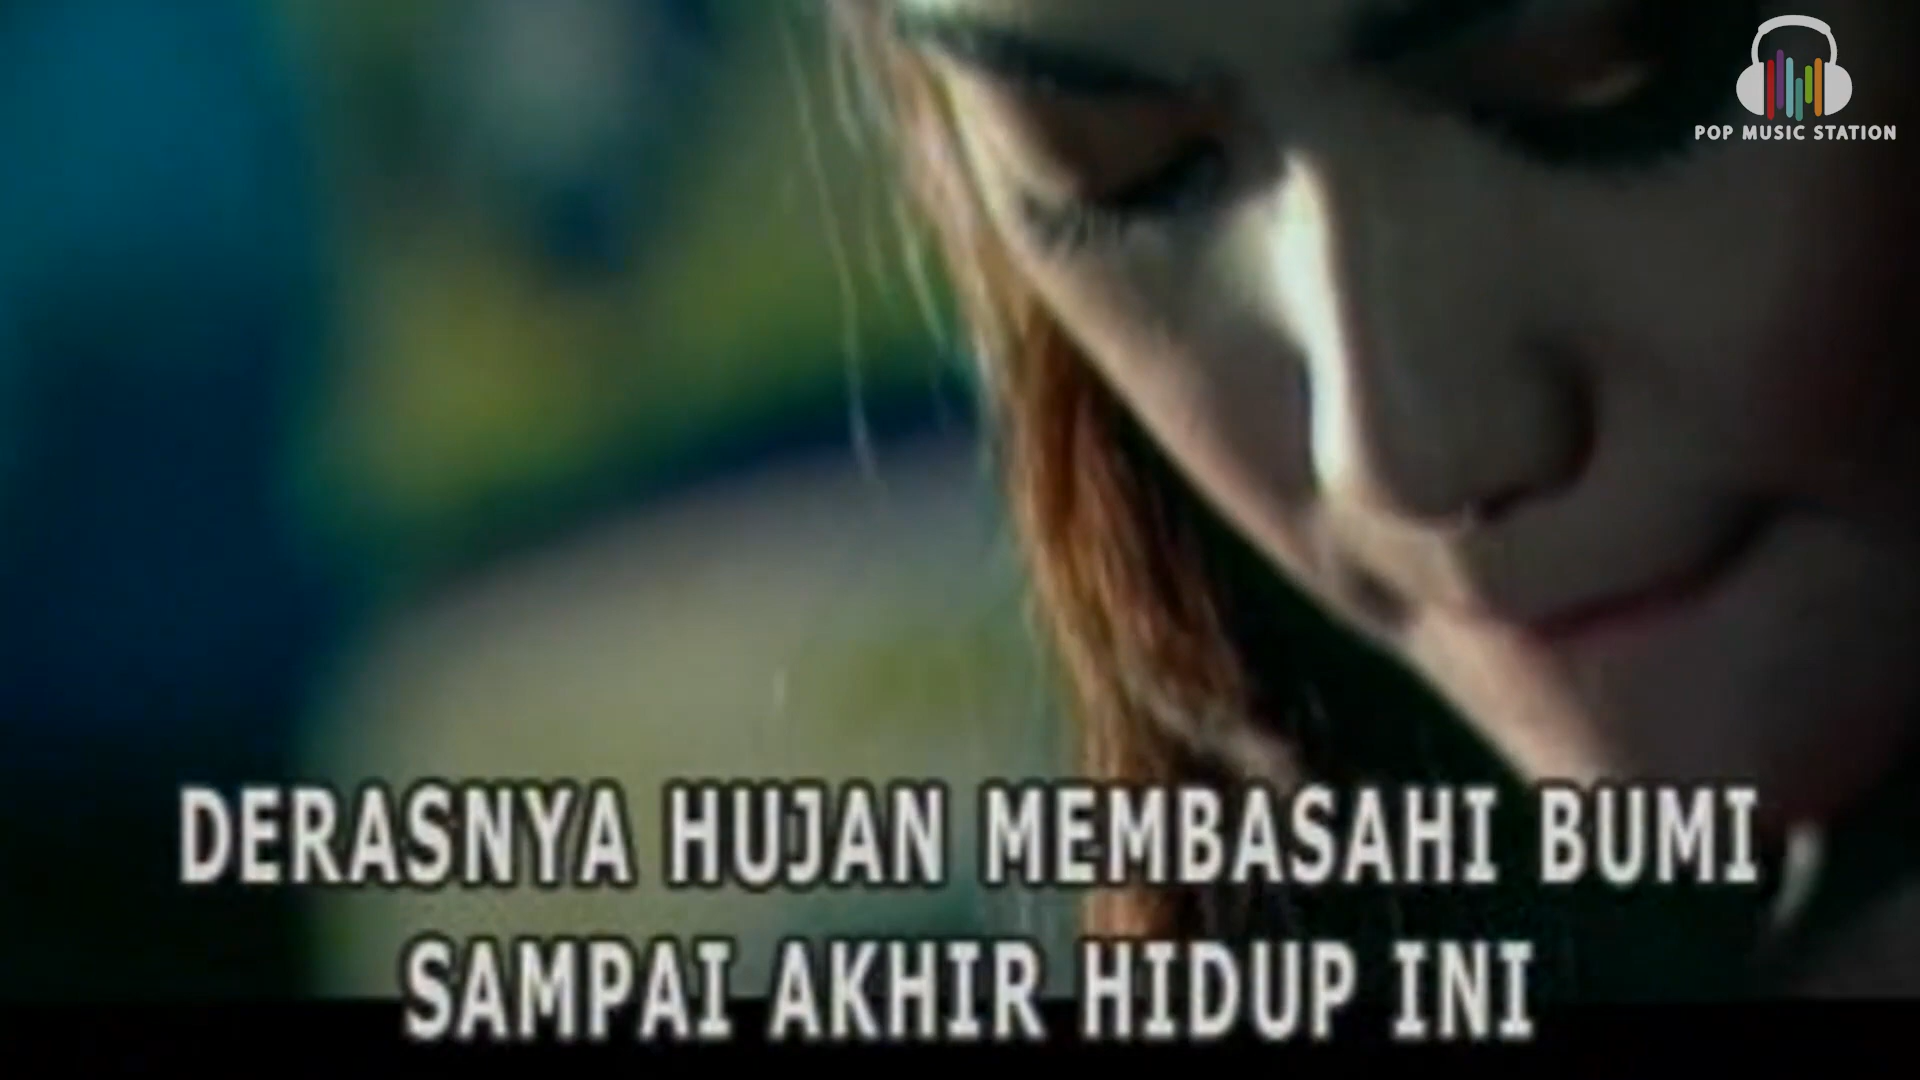 POP MUSIC STATION
DERASNYA HUJAN MEMBASAHI BUMI
SAMPAI AKHIR HIDUP INI